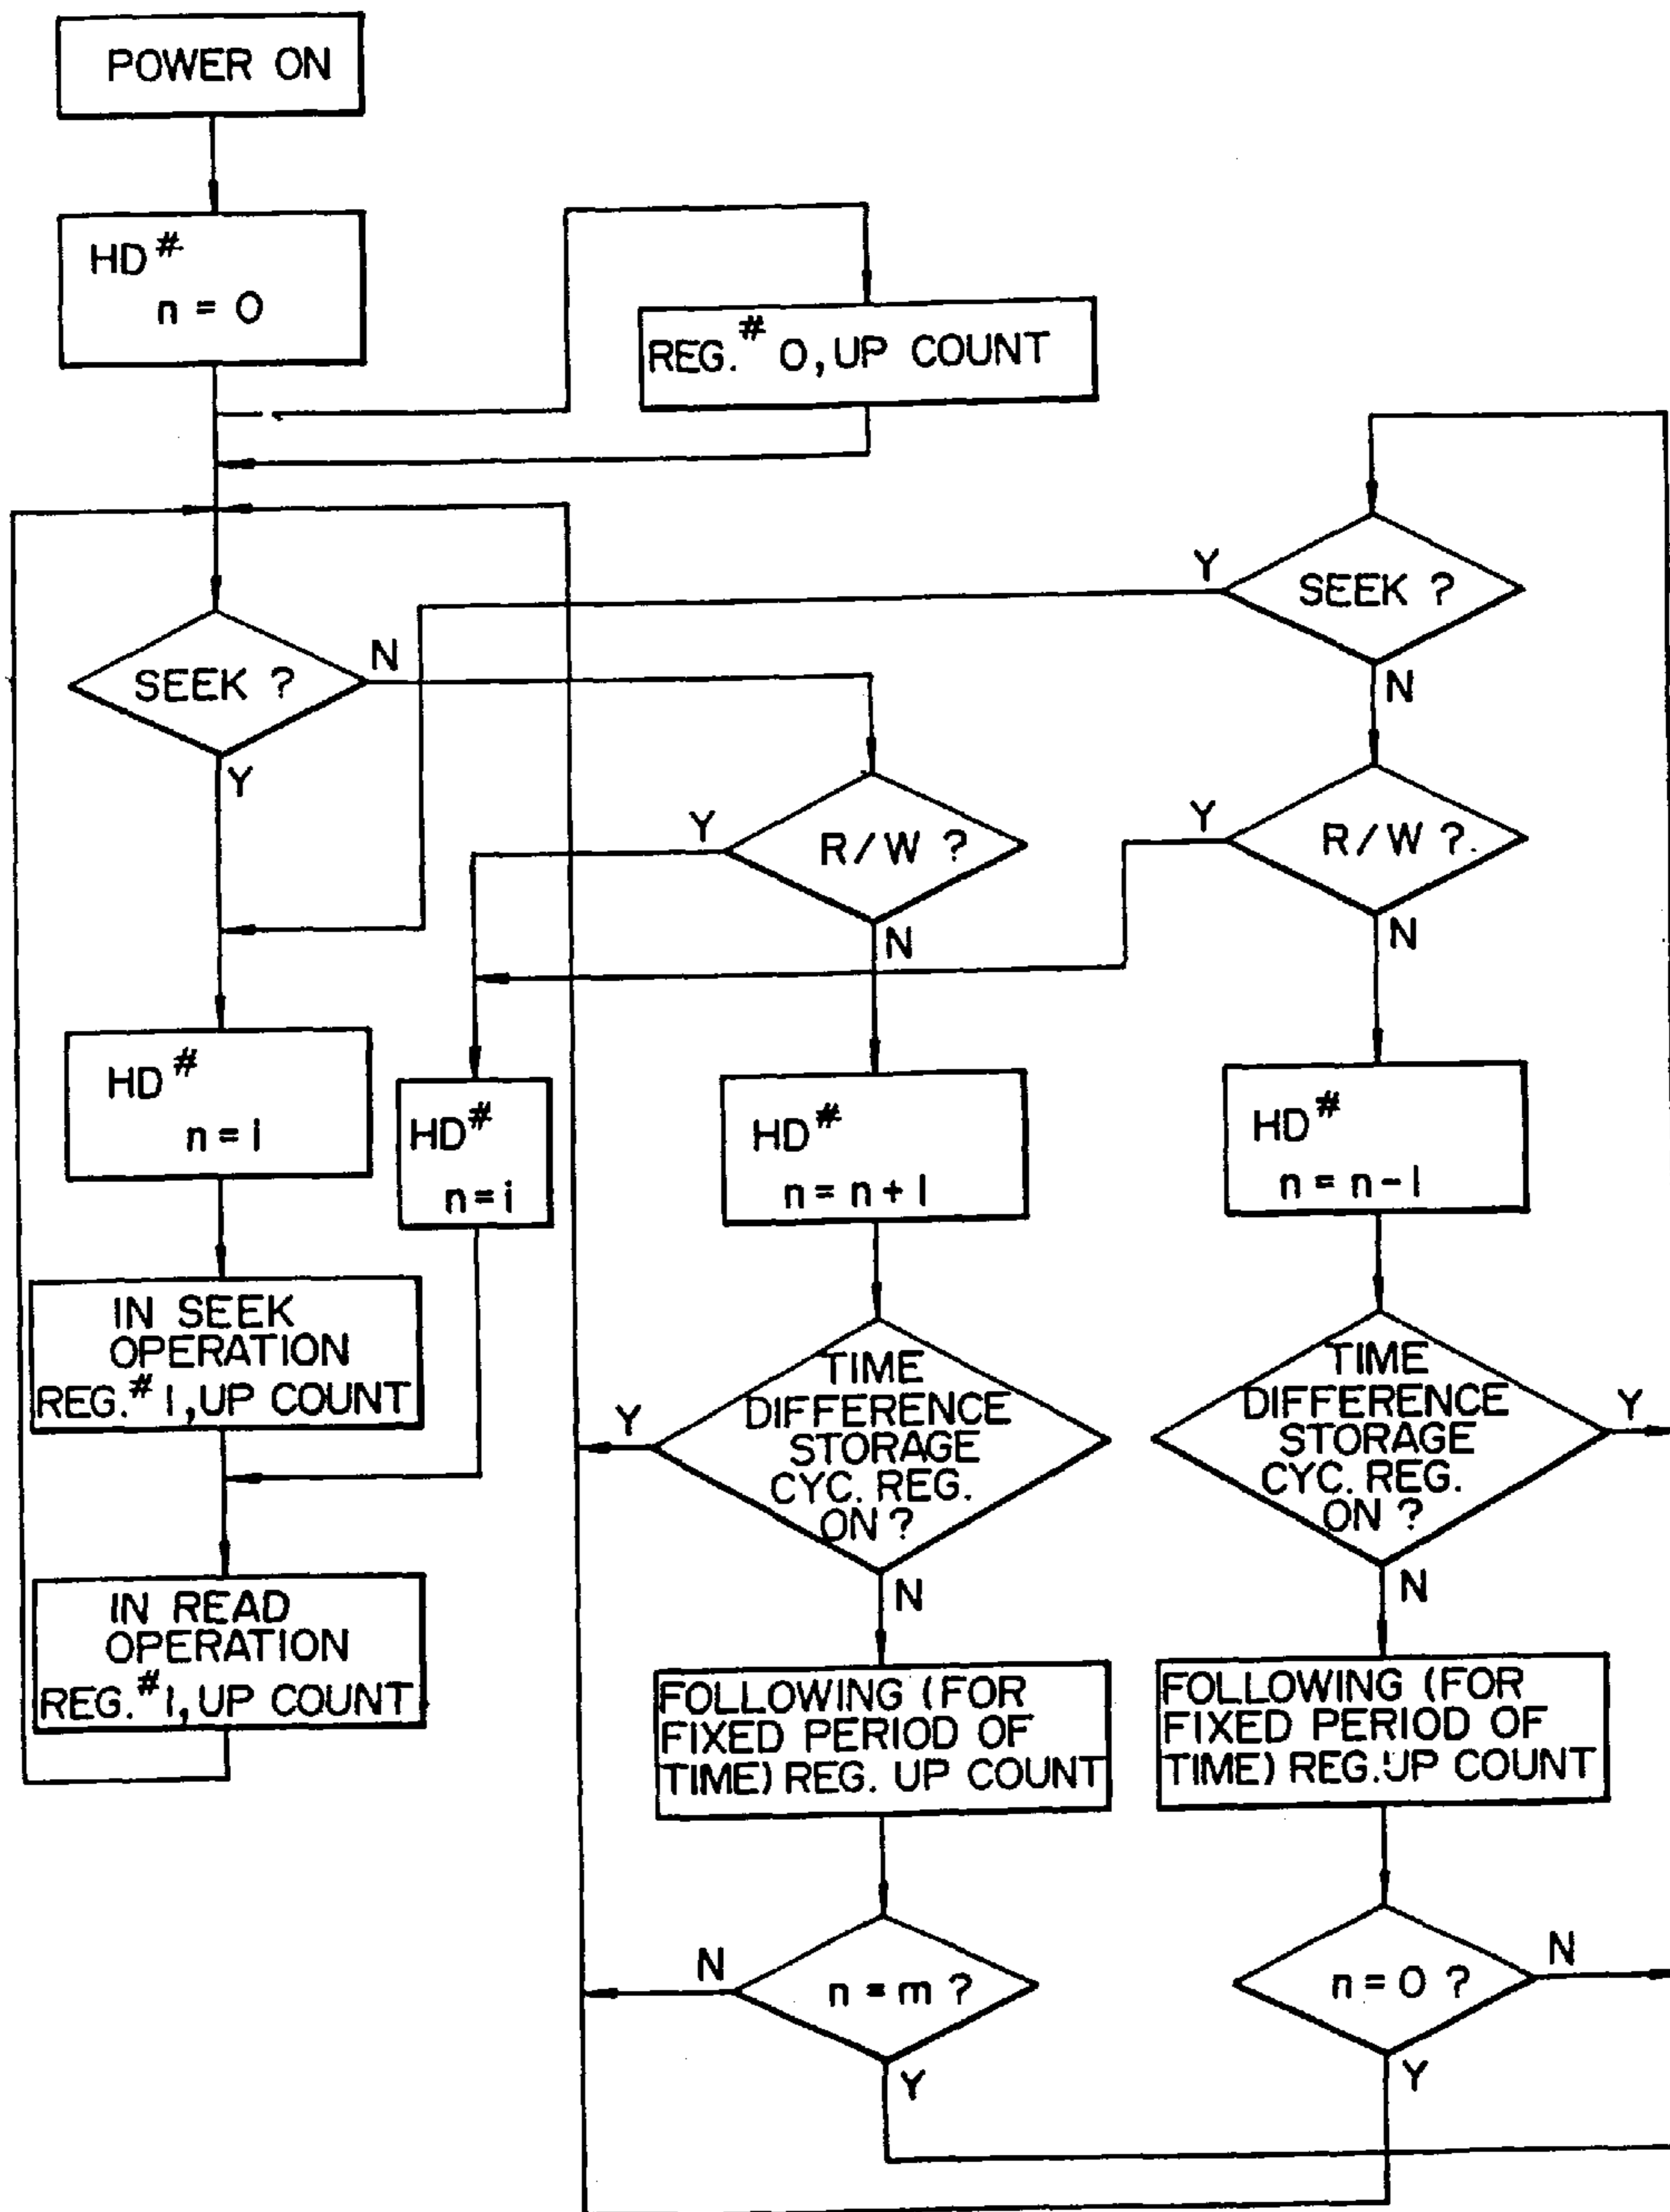 POWER ON
HD#
n = 0
REG.# 0, UP COUNT
SEEK ?
Y
N
SEEK ?
N
Y
R/W ?
Y
N
R/W ?
Y
N
HD#
n = i
HD#
n = i
HD#
n = n + 1
HD#
n = n - 1
IN SEEK
OPERATION
REG.# 1, UP COUNT
TIME
DIFFERENCE
STORAGE
CYC. REG.
ON ?
Y
N
TIME
DIFFERENCE
STORAGE
CYC. REG.
ON ?
Y
N
IN READ
OPERATION
REG.# 1, UP COUNT
FOLLOWING (FOR
FIXED PERIOD OF
TIME) REG. UP COUNT
FOLLOWING (FOR
FIXED PERIOD OF
TIME) REG. UP COUNT
N
n = m ?
Y
n = 0 ?
N
Y